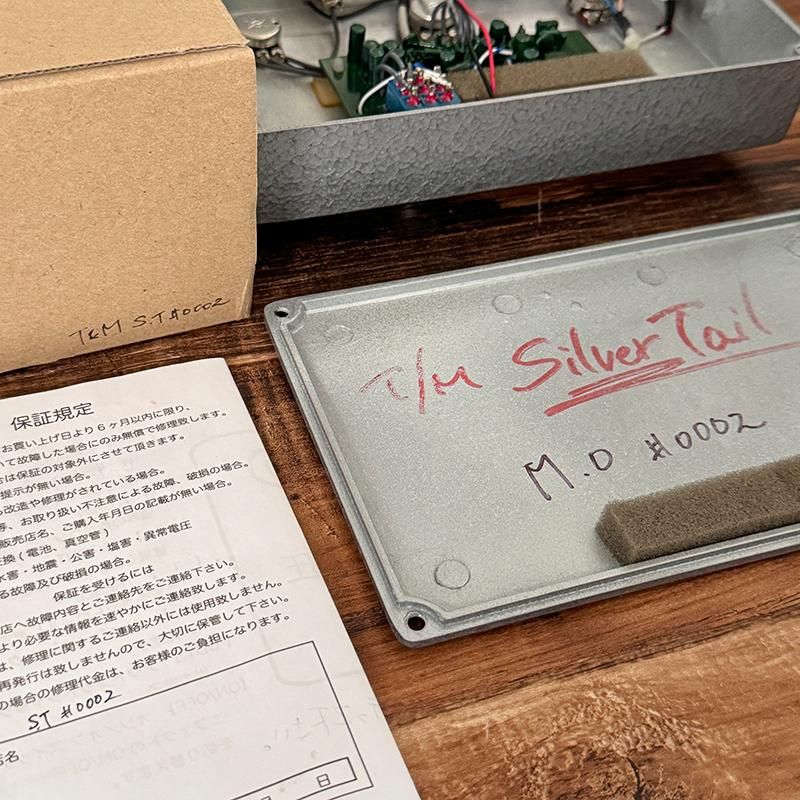 T&M S.T #0002
T/M Silver Tail
M.O #0002
保証規定
お買い上げ日より6ヶ月以内に限り、
いて故障した場合にのみ無償で修理致します。
合は保証の対象外にさせて頂きます。
提示が無い場合。
る改造や修理がされている場合。
等、お取り扱い不注意による故障、破損の場合。
販売店名、ご購入年月日の記載が無い場合。
交換(電池、真空管)
水害・地震・公害・塩害・異常電圧
る故障及び破損の場合。
保証を受けるには
店へ故障内容とご連絡先をご連絡下さい。
より必要な情報を速やかにご連絡致します。
は、修理に関するご連絡以外には使用致しません。
再発行は致しませんので、大切に保管して下さい。
の場合の修理代金は、お客様のご負担になります。
S.T #0002
店名
月 日